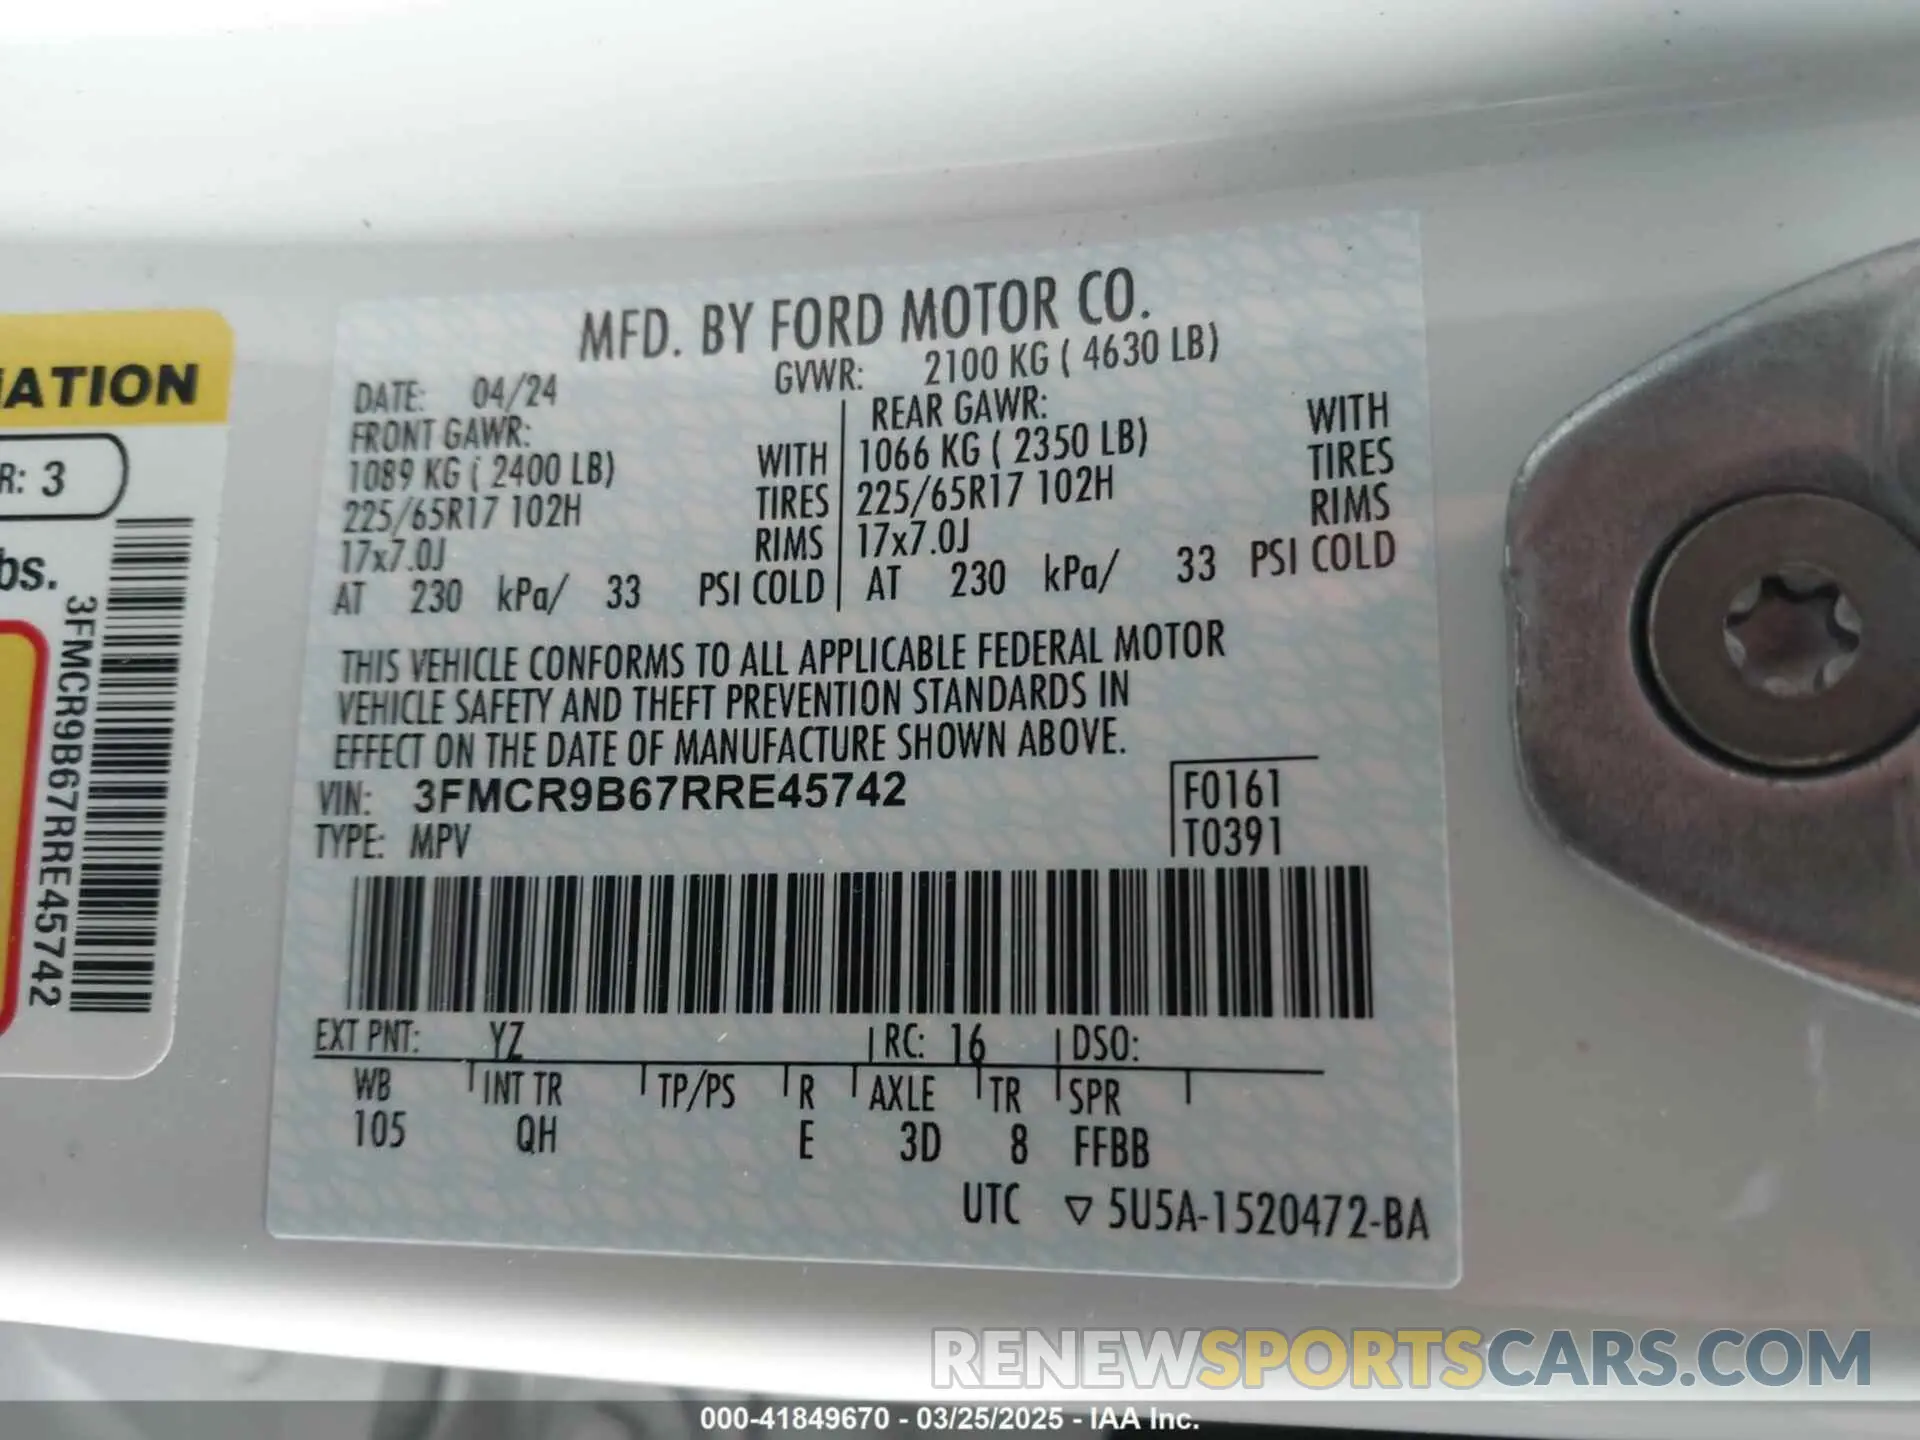 MFD. BY FORD MOTOR CO.
DATE: 04/24 GVWR: 2100 KG ( 4630 LB)
FRONT GAWR: REAR GAWR:
1089 KG ( 2400 LB) WITH 1066 KG ( 2350 LB) WITH
225/65R17 102H TIRES 225/65R17 102H TIRES
17x7.0J RIMS 17x7.0J RIMS
AT 230 kPa/ 33 PSI COLD AT 230 kPa/ 33 PSI COLD
THIS VEHICLE CONFORMS TO ALL APPLICABLE FEDERAL MOTOR
VEHICLE SAFETY AND THEFT PREVENTION STANDARDS IN
EFFECT ON THE DATE OF MANUFACTURE SHOWN ABOVE.
VIN: 3FMCR9B67RRE45742 F0161
TYPE: MPV T0391
EXT PNT: YZ RC: 16 DSO:
WB INT TR TP/PS R AXLE TR SPR
105 QH E 3D 8 FFBB
UTC ▽ 5U5A-1520472-BA
R: 3
3FMCR9B67RRE45742
RENEWSPORTSCARS.COM
000-41849670 - 03/25/2025 - IAA Inc.